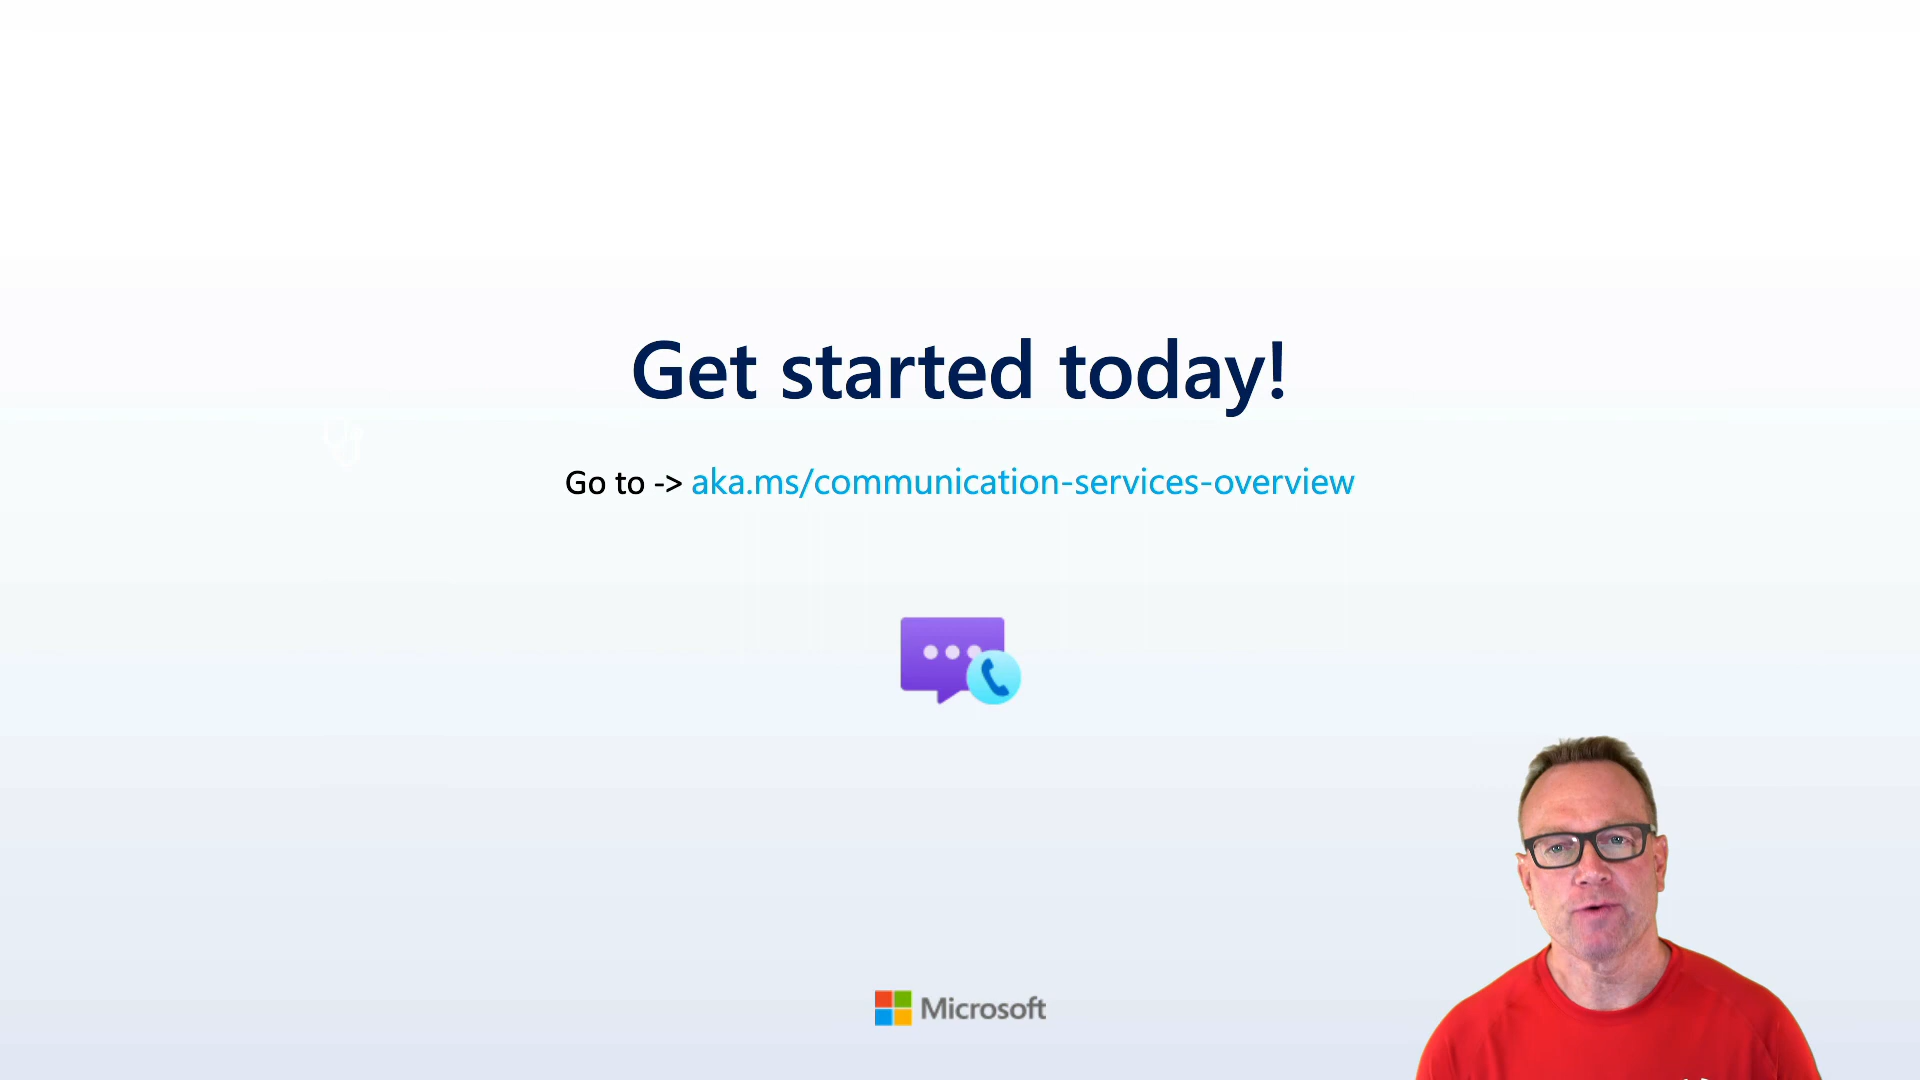 Get started today!
Go to -> aka.ms/communication-services-overview
Microsoft